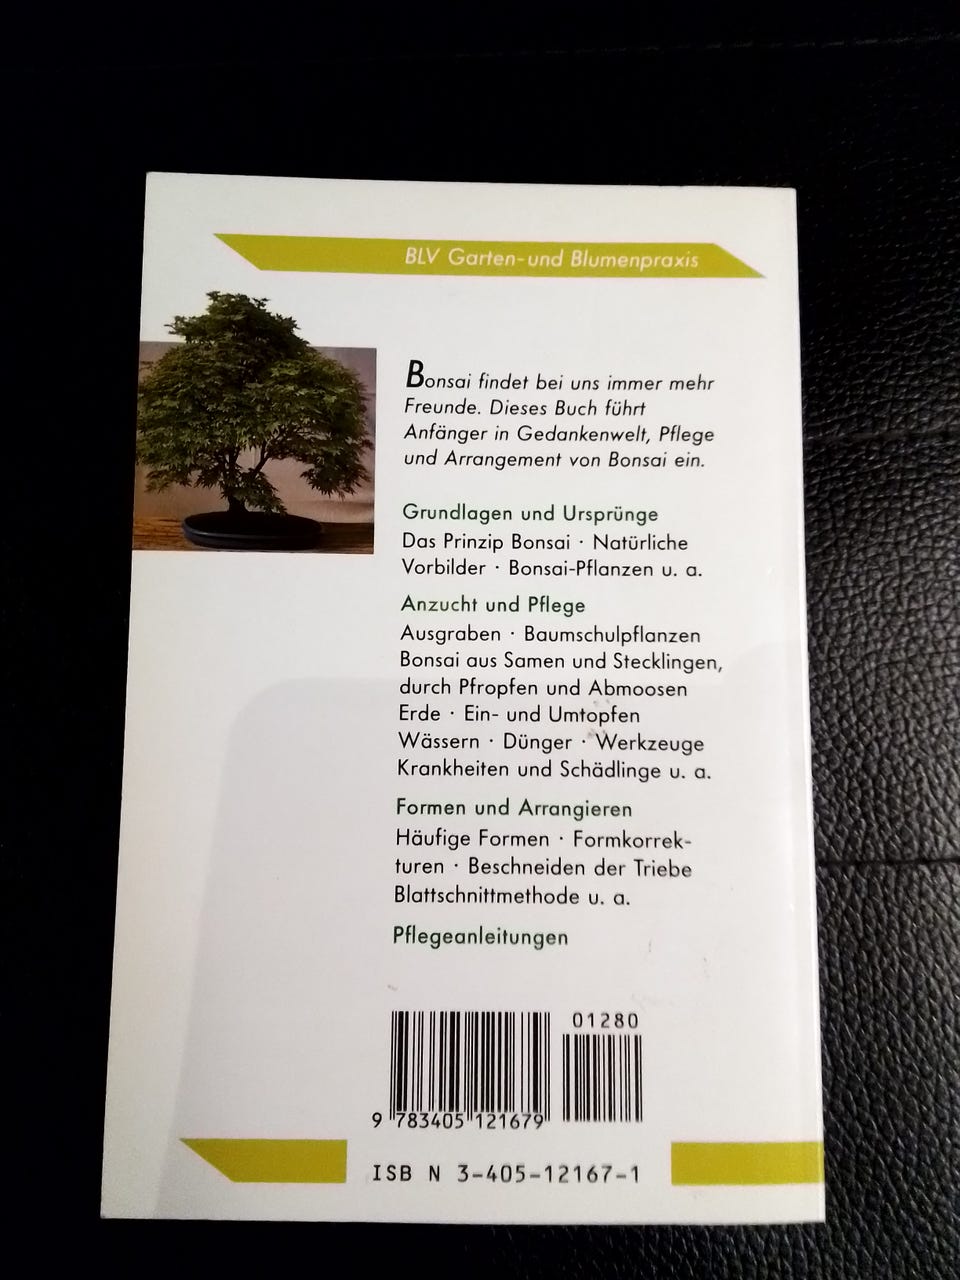 BLV Garten- und Blumenpraxis
Bonsai findet bei uns immer mehr
Freunde. Dieses Buch führt
Anfänger in Gedankenwelt, Pflege
und Arrangement von Bonsai ein.
Grundlagen und Ursprünge
Das Prinzip Bonsai · Natürliche
Vorbilder · Bonsai-Pflanzen u. a.
Anzucht und Pflege
Ausgraben · Baumschulpflanzen
Bonsai aus Samen und Stecklingen,
durch Pfropfen und Abmoosen
Erde · Ein- und Umtopfen
Wässern · Dünger · Werkzeuge
Krankheiten und Schädlinge u. a.
Formen und Arrangieren
Häufige Formen · Formkorrek-
turen · Beschneiden der Triebe
Blattschnittmethode u. a.
Pflegeanleitungen
01280
9 783405 121679
ISB N 3-405-12167-1